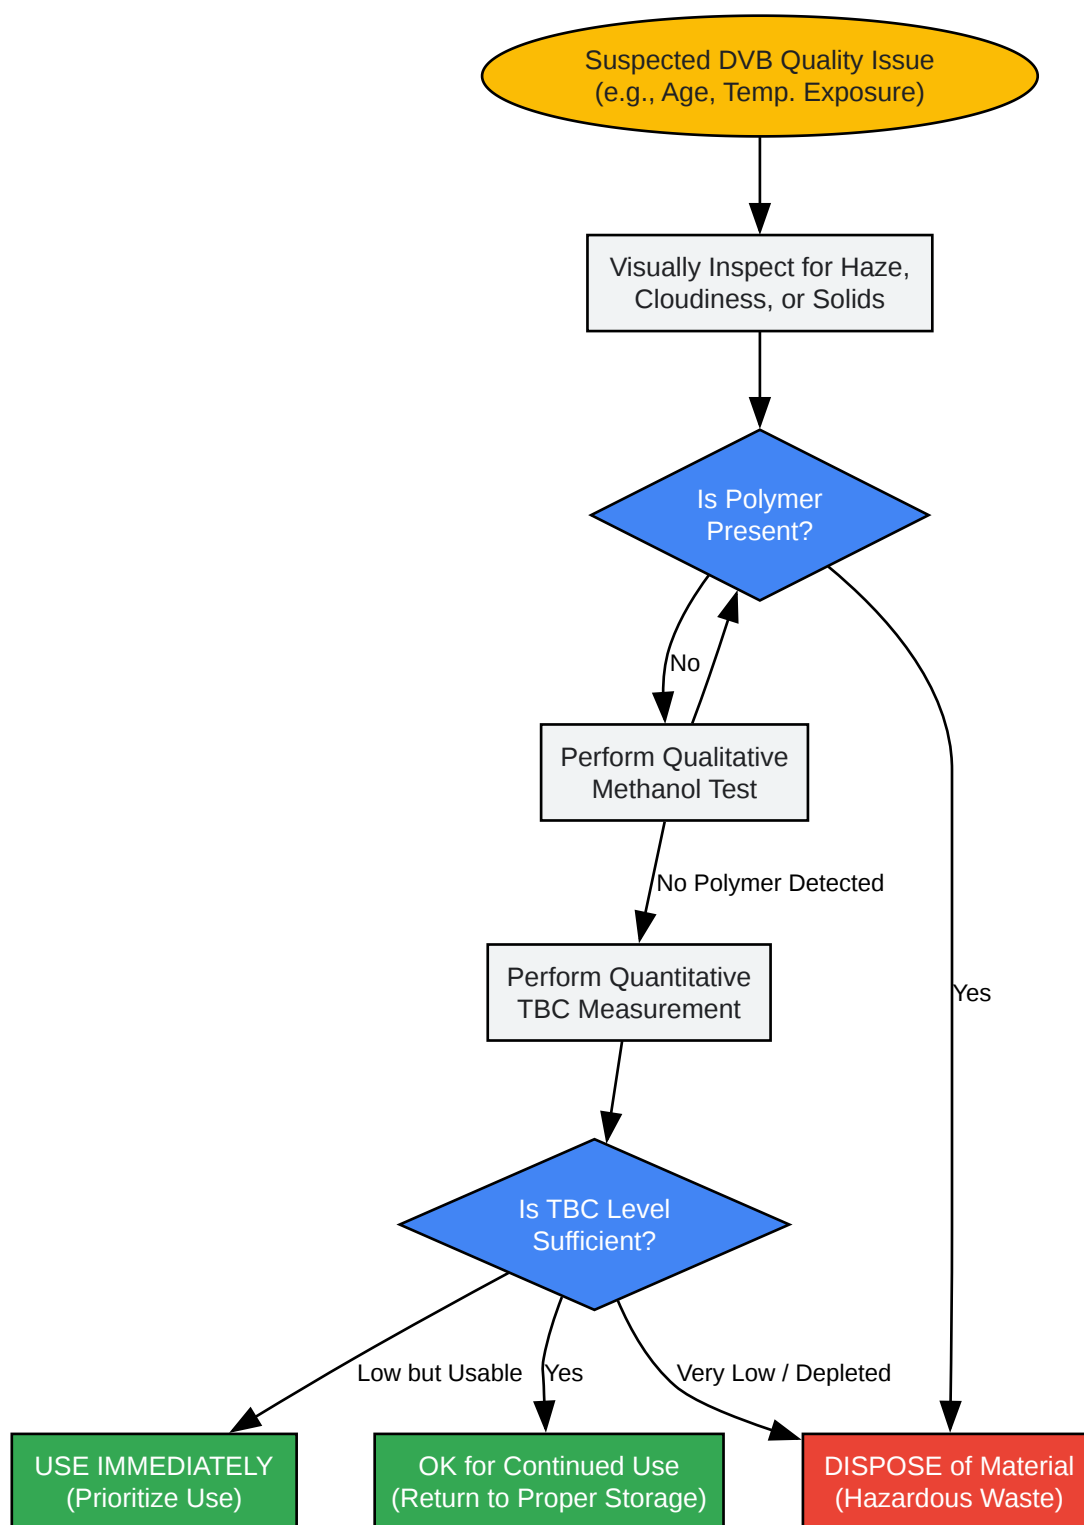 Suspected DVB Quality Issue
(e.g., Age, Temp. Exposure)
Visually Inspect for Haze,
Cloudiness, or Solids
Is Polymer
Present?
No
Perform Qualitative
Methanol Test
No Polymer Detected
Perform Quantitative
TBC Measurement
Yes
Is TBC Level
Sufficient?
Low but Usable
Yes
Very Low / Depleted
USE IMMEDIATELY
(Prioritize Use)
OK for Continued Use
(Return to Proper Storage)
DISPOSE of Material
(Hazardous Waste)